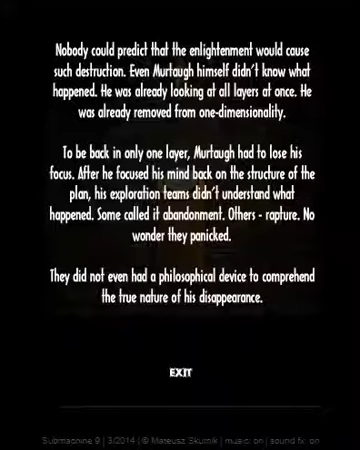 Nobody could predict that the enlightenment would cause
such destruction. Even Murtaugh himself didn't know what
happened. He was already looking at all layers at once. He
was already removed from one-dimensionality.
To be back in only one layer, Murtaugh had to lose his
focus. After he focused his mind back on the structure of the
plan, his exploration teams didn't understand what
happened. Some called it abandonment. Others - rapture. No
wonder they panicked.
They did not even had a philosophical device to comprehend
the true nature of his disappearance.
EXIT
Submachine 9 | 3/2014 | © Mateusz Skutnik | music: on | sound fx: on